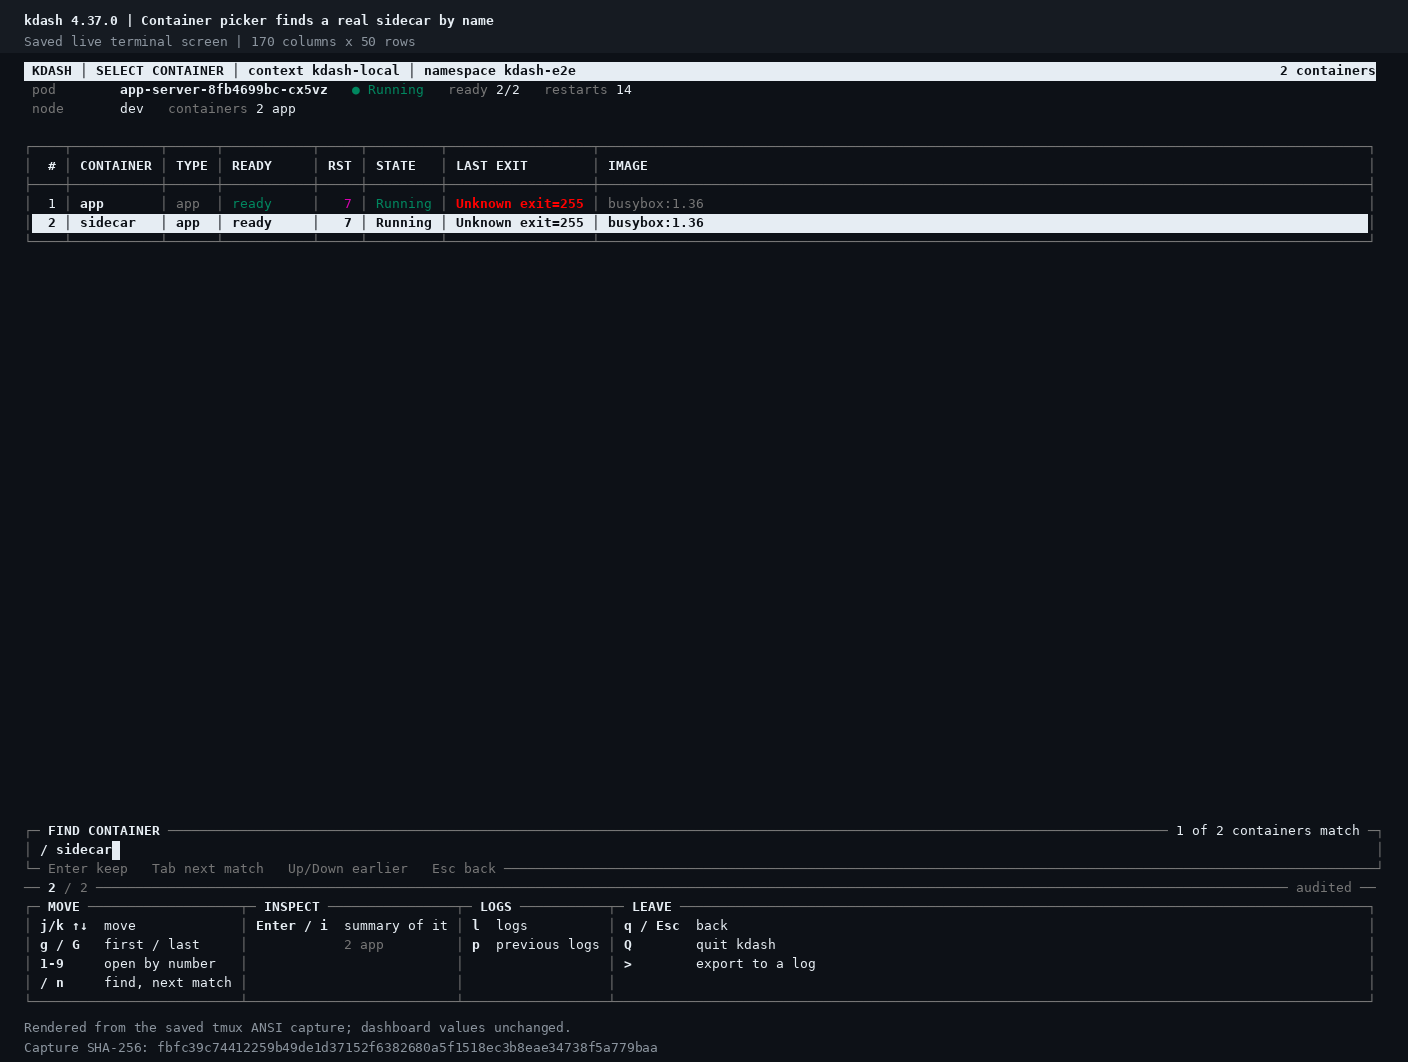 kdash 4.37.0 | Container picker finds a real sidecar by name
Saved live terminal screen | 170 columns x 50 rows
KDASH │ SELECT CONTAINER │ context kdash-local │ namespace kdash-e2e 2 containers
pod app-server-8fb4699bc-cx5vz ● Running ready 2/2 restarts 14
node dev containers 2 app
# │ CONTAINER │ TYPE │ READY │ RST │ STATE │ LAST EXIT │ IMAGE
1 │ app │ app │ ready │ 7 │ Running │ Unknown exit=255 │ busybox:1.36
2 │ sidecar │ app │ ready │ 7 │ Running │ Unknown exit=255 │ busybox:1.36
FIND CONTAINER 1 of 2 containers match
/ sidecar
Enter keep Tab next match Up/Down earlier Esc back
2 / 2 audited
MOVE INSPECT LOGS LEAVE
j/k ↑↓ move │ Enter / i summary of it │ l logs │ q / Esc back
g / G first / last │ 2 app │ p previous logs │ Q quit kdash
1-9 open by number │ │ │ > export to a log
/ n find, next match
Rendered from the saved tmux ANSI capture; dashboard values unchanged.
Capture SHA-256: fbfc39c74412259b49de1d37152f6382680a5f1518ec3b8eae34738f5a779baa